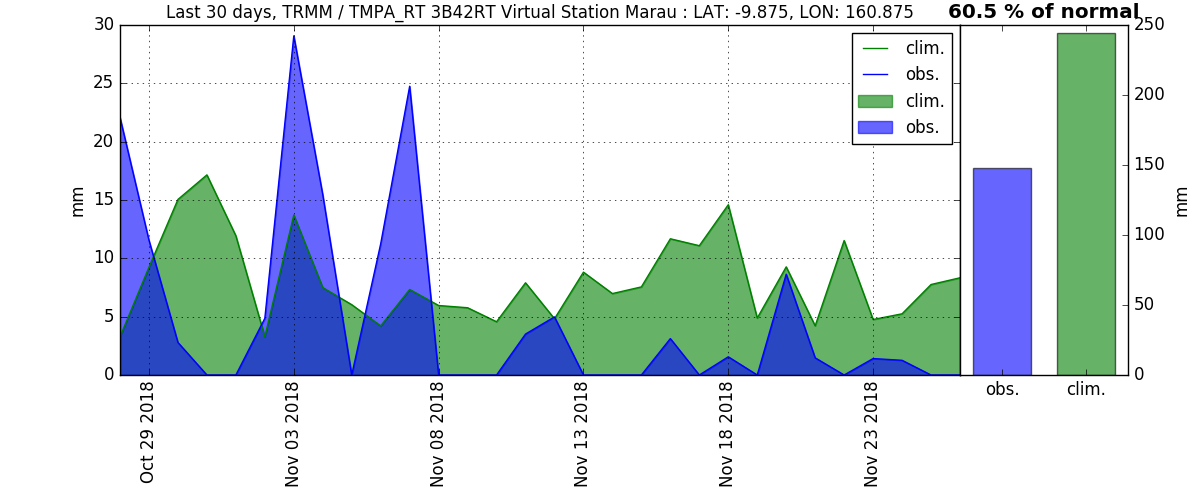 Last 30 days, TRMM / TMPA_RT 3B42RT Virtual Station Marau : LAT: -9.875, LON: 160.875
60.5 % of normal
30
25
20
15
10
5
0
mm
clim.
obs.
clim.
obs.
Oct 29 2018
Nov 03 2018
Nov 08 2018
Nov 13 2018
Nov 18 2018
Nov 23 2018
250
200
150
100
50
0
mm
obs.
clim.